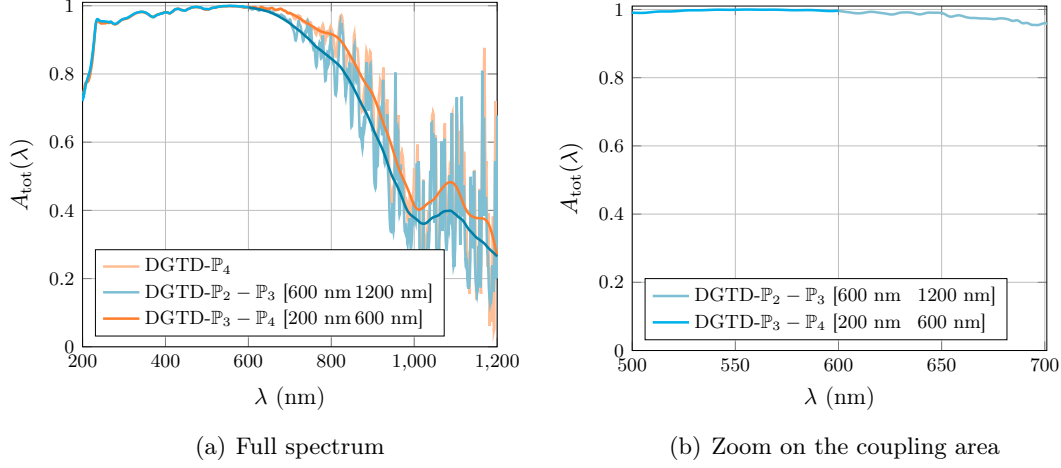 1
0.8
0.6
0.4
0.2
0
A_tot(λ)
200 400 600 800 1,000 1,200
λ (nm)
DGTD-ℙ₄
DGTD-ℙ₂ − ℙ₃ [600 nm 1200 nm]
DGTD-ℙ₃ − ℙ₄ [200 nm 600 nm]
(a) Full spectrum
1
0.8
0.6
0.4
0.2
0
A_tot(λ)
500 550 600 650 700
λ (nm)
DGTD-ℙ₂ − ℙ₃ [600 nm 1200 nm]
DGTD-ℙ₃ − ℙ₄ [200 nm 600 nm]
(b) Zoom on the coupling area